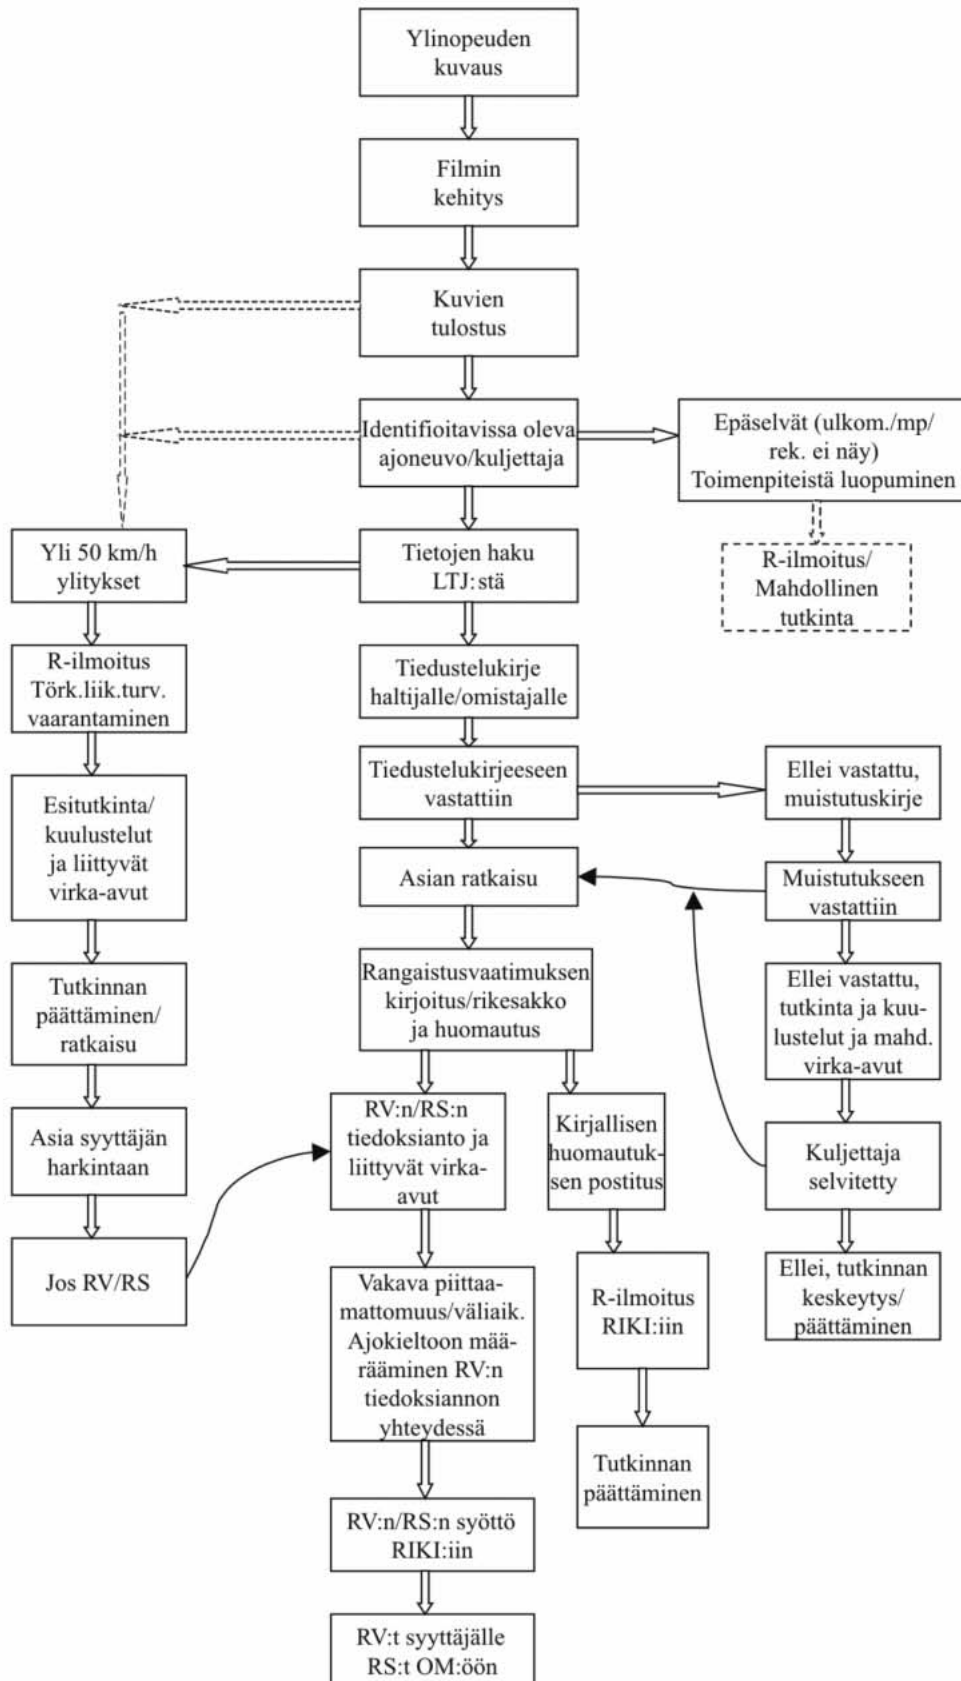 Ylinopeuden
kuvaus
Filmin
kehitys
Kuvien
tulostus
Identifioitavissa oleva
ajoneuvo/kuljettaja
Epäselvät (ulkom./mp/
rek. ei näy)
Toimenpiteistä luopuminen
R-ilmoitus/
Mahdollinen
tutkinta
Yli 50 km/h
ylitykset
Tietojen haku
LTJ:stä
R-ilmoitus
Törk.liik.turv.
vaarantaminen
Tiedustelukirje
haltijalle/omistajalle
Tiedustelukirjeeseen
vastattiin
Ellei vastattu,
muistutuskirje
Esitutkinta/
kuulustelut
ja liittyvät
virka-avut
Asian ratkaisu
Muistutukseen
vastattiin
Rangaistusvaatimuksen
kirjoitus/rikesakko
ja huomautus
Ellei vastattu,
tutkinta ja kuu-
lustelut ja mahd.
virka-avut
Tutkinnan
päättäminen/
ratkaisu
RV:n/RS:n
tiedoksianto ja
liittyvät virka-
avut
Kirjallisen
huomautuk-
sen postitus
Kuljettaja
selvitetty
Asia syyttäjän
harkintaan
Jos RV/RS
Vakava piittaa-
mattomuus/väliaik.
Ajokieltoon mää-
rääminen RV:n
tiedoksiannon
yhteydessä
R-ilmoitus
RIKI:iin
Ellei, tutkinnan
keskeytys/
päättäminen
Tutkinnan
päättäminen
RV:n/RS:n syöttö
RIKI:iin
RV:t syyttäjälle
RS:t OM:öön